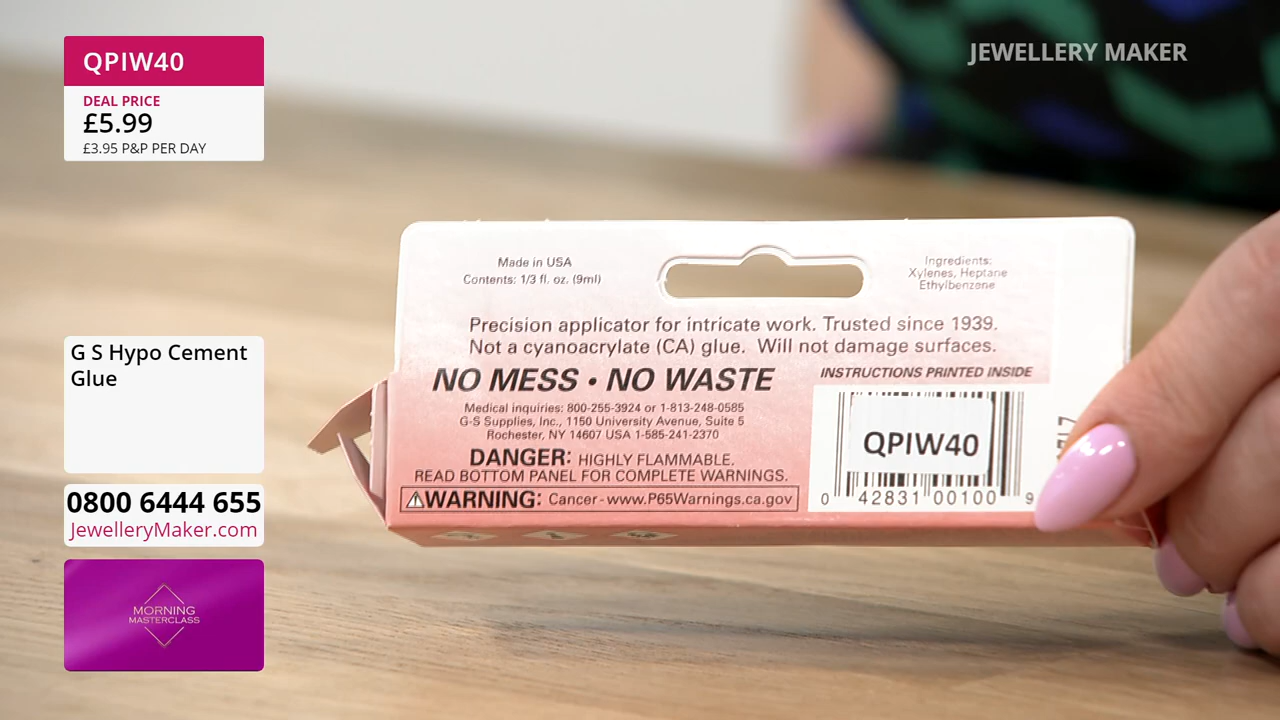 QPIW40
DEAL PRICE
£5.99
£3.95 P&P PER DAY
JEWELLERY MAKER
G S Hypo Cement
Glue
0800 6444 655
JewelleryMaker.com
MORNING
MASTERCLASS
Made in USA
Contents: 1/3 fl. oz. (9ml)
Ingredients:
Xylenes, Heptane
Ethylbenzene
Precision applicator for intricate work. Trusted since 1939.
Not a cyanoacrylate (CA) glue. Will not damage surfaces.
NO MESS • NO WASTE
INSTRUCTIONS PRINTED INSIDE
Medical inquiries: 800-255-3924 or 1-813-248-0585
G-S Supplies, Inc., 1150 University Avenue, Suite 5
Rochester, NY 14607 USA 1-585-241-2370
DANGER: HIGHLY FLAMMABLE.
READ BOTTOM PANEL FOR COMPLETE WARNINGS.
WARNING: Cancer - www.P65Warnings.ca.gov
QPIW40
0 42831 00100 9